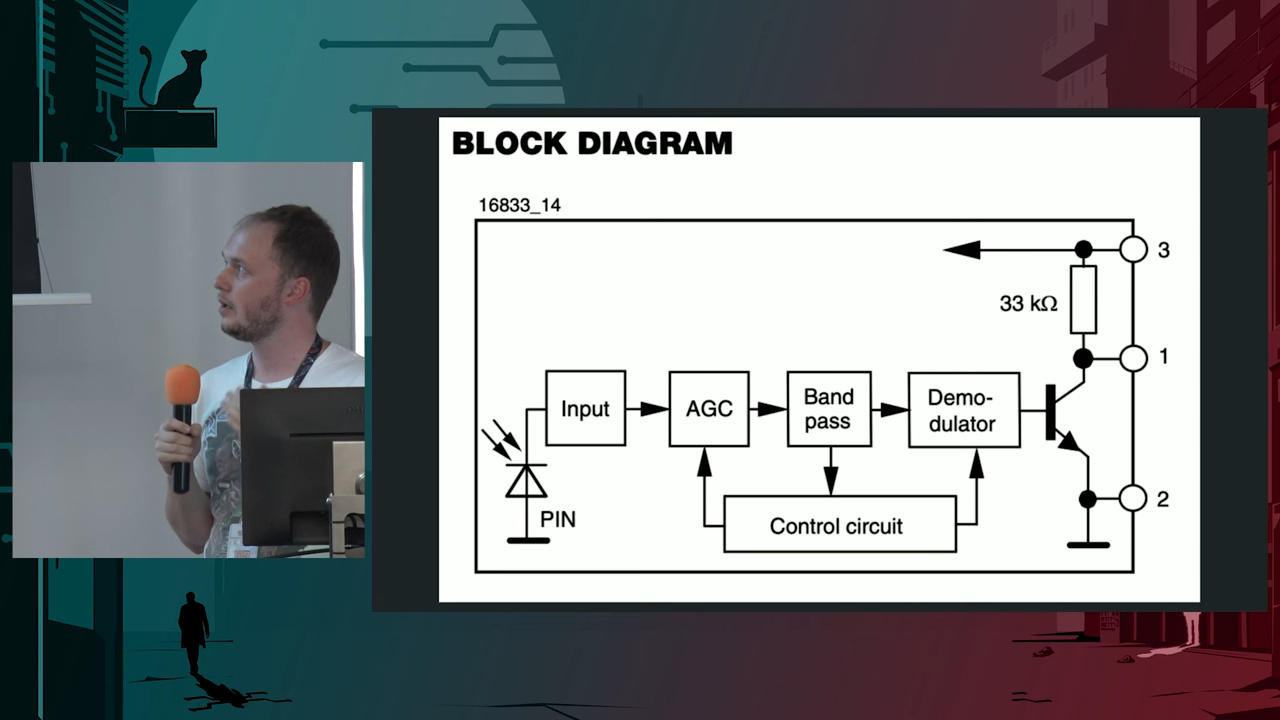 BLOCK DIAGRAM
16833_14
3
33 kΩ
1
Input
AGC
Band
pass
Demo-
dulator
PIN
Control circuit
2